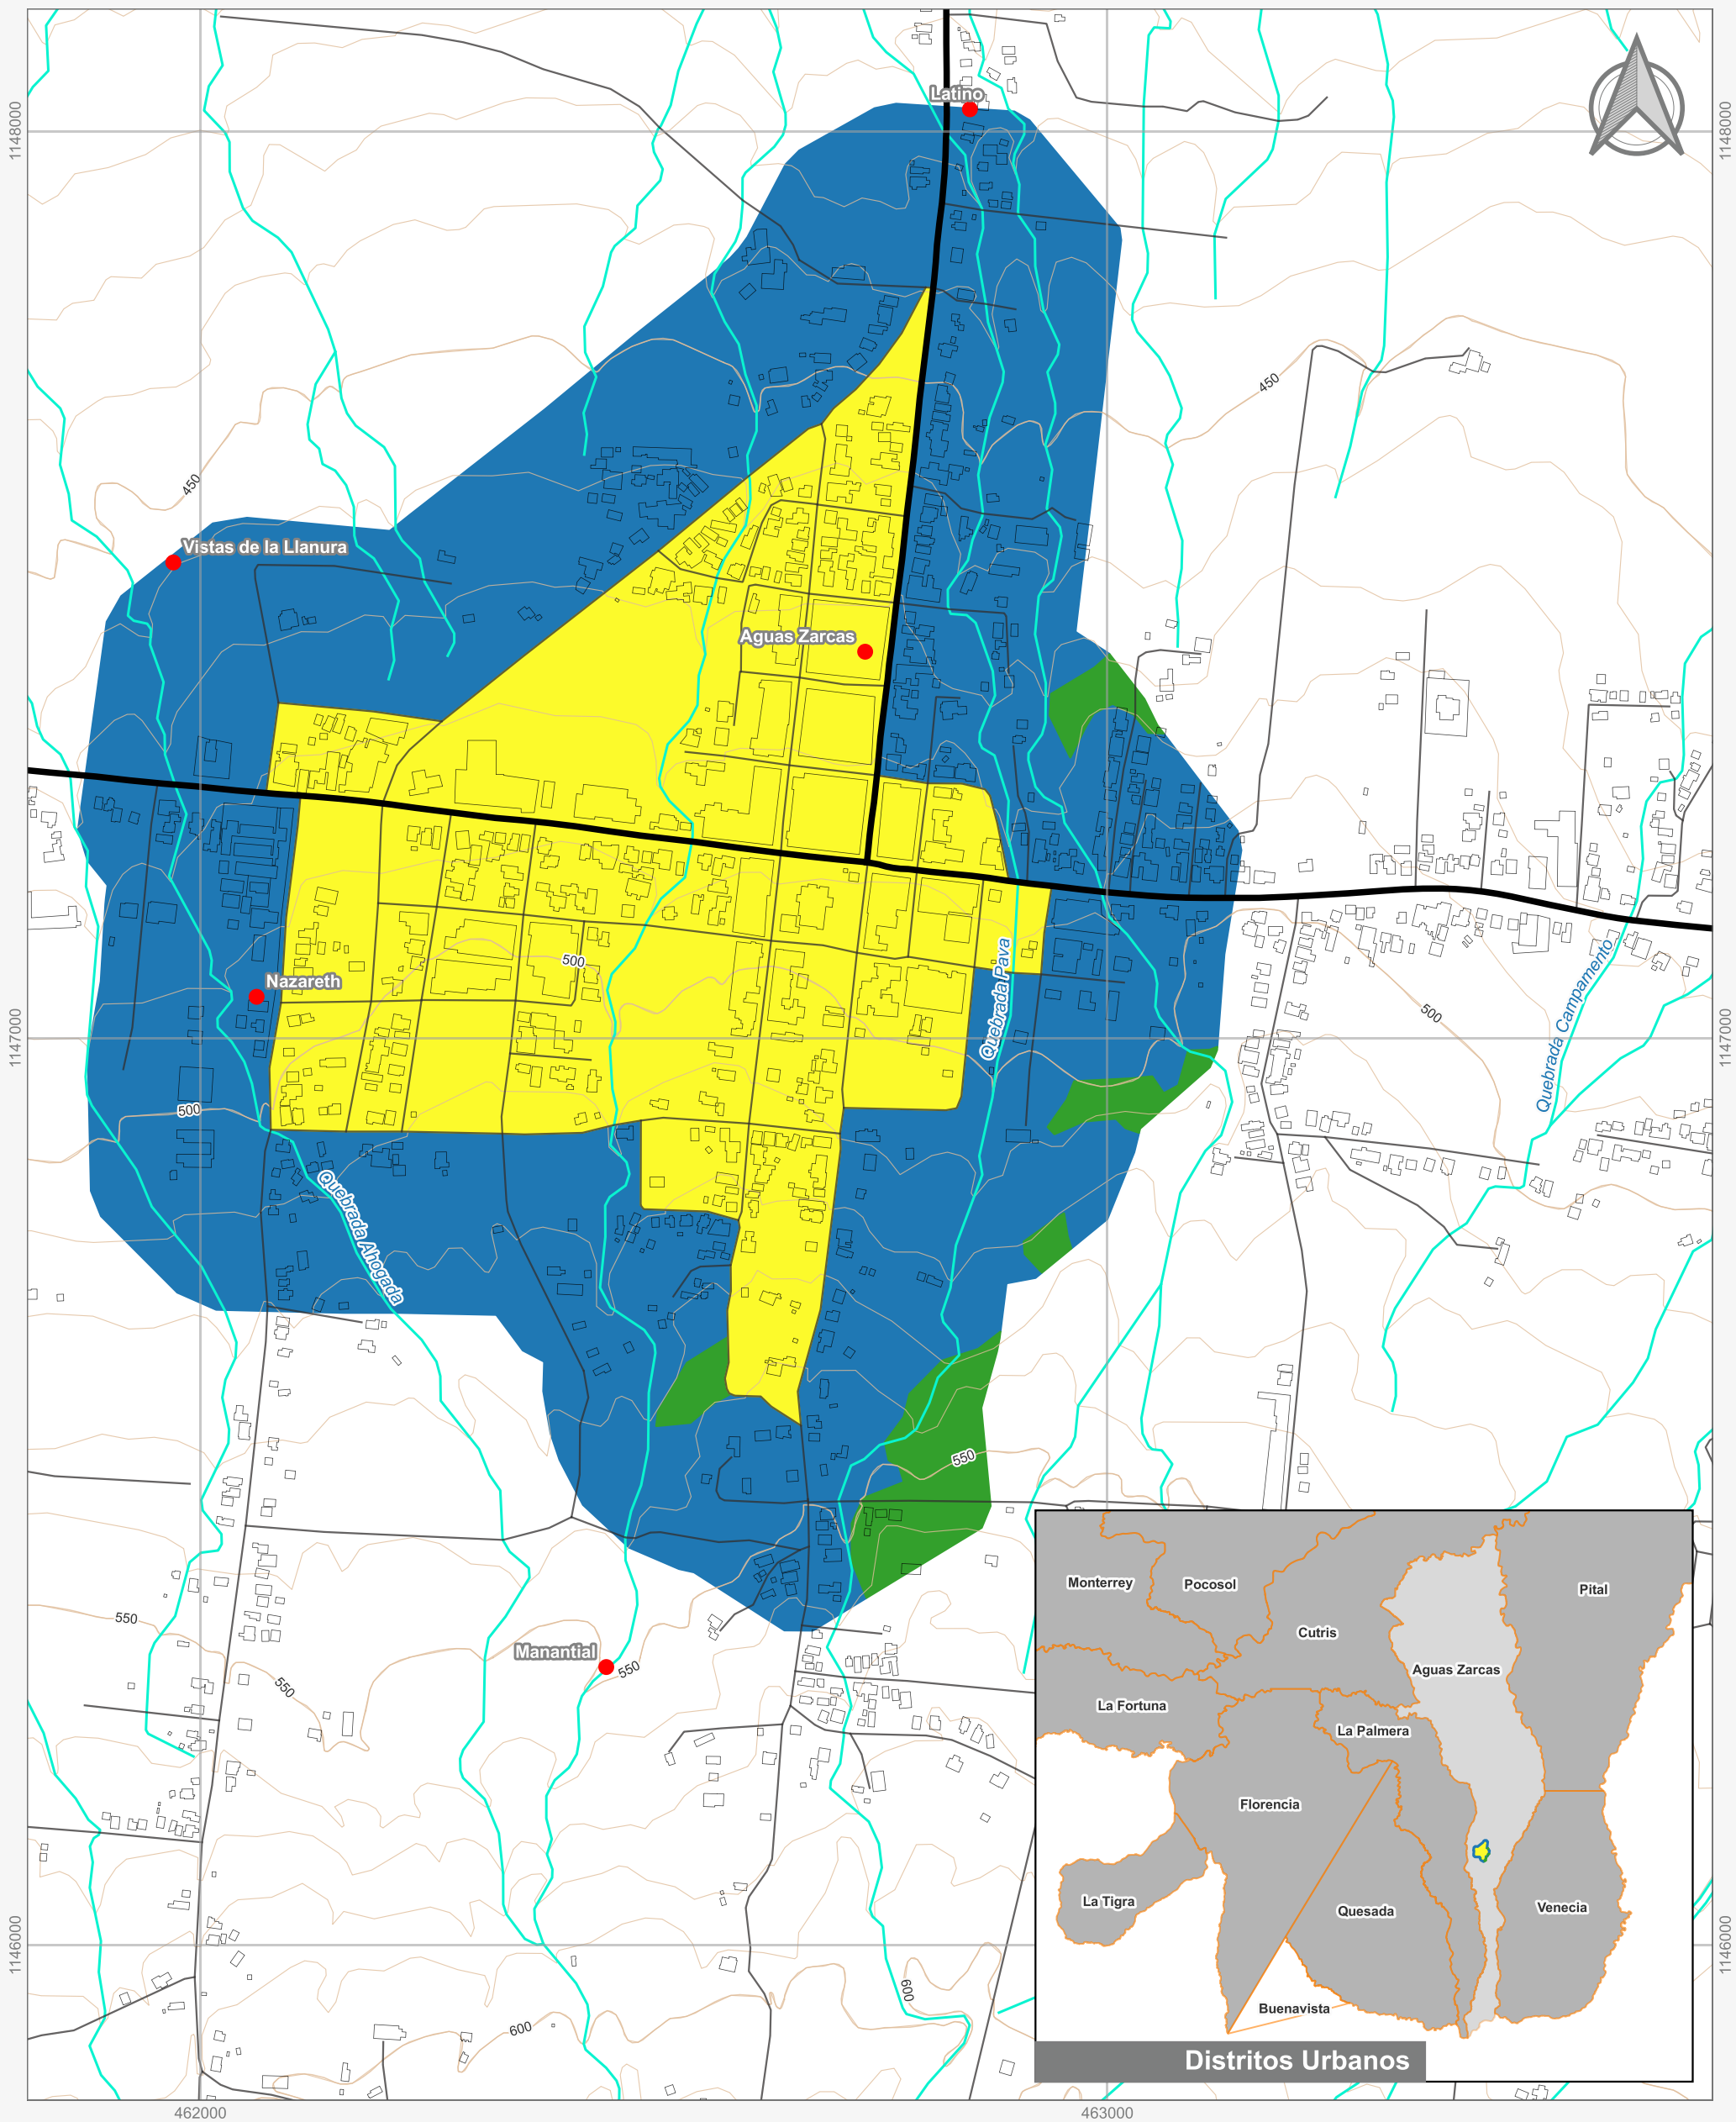 Latino
1148000
1148000
450
450
Vistas de la Llanura
Aguas Zarcas
500
Nazareth
Quebrada Pava
Quebrada Campamento
500
1147000
1147000
500
Quebrada Ahogada
550
550
550
Manantial
550
Monterrey
Pocosol
Pital
Cutris
Aguas Zarcas
La Fortuna
La Palmera
Florencia
La Tigra
Quesada
Venecia
1146000
1146000
600
600
Buenavista
Distritos Urbanos
462000
463000